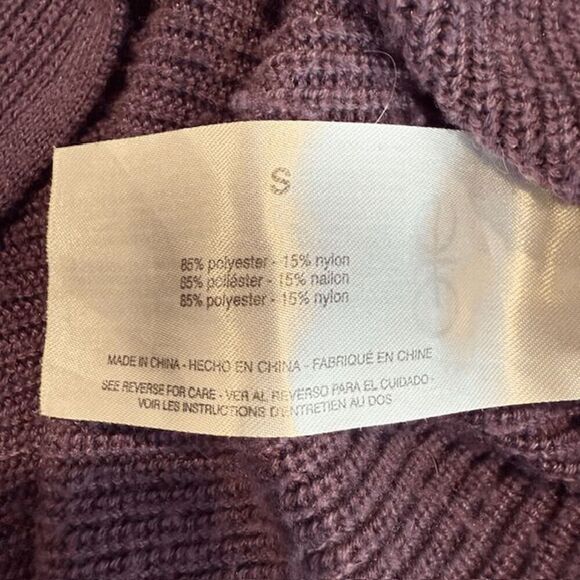 S
85% polyester - 15% nylon
85% poliéster - 15% nailon
85% polyester - 15% nylon
MADE IN CHINA - HECHO EN CHINA - FABRIQUÉ EN CHINE
SEE REVERSE FOR CARE - VER AL REVERSO PARA EL CUIDADO -
VOIR LES INSTRUCTIONS D'ENTRETIEN AU DOS